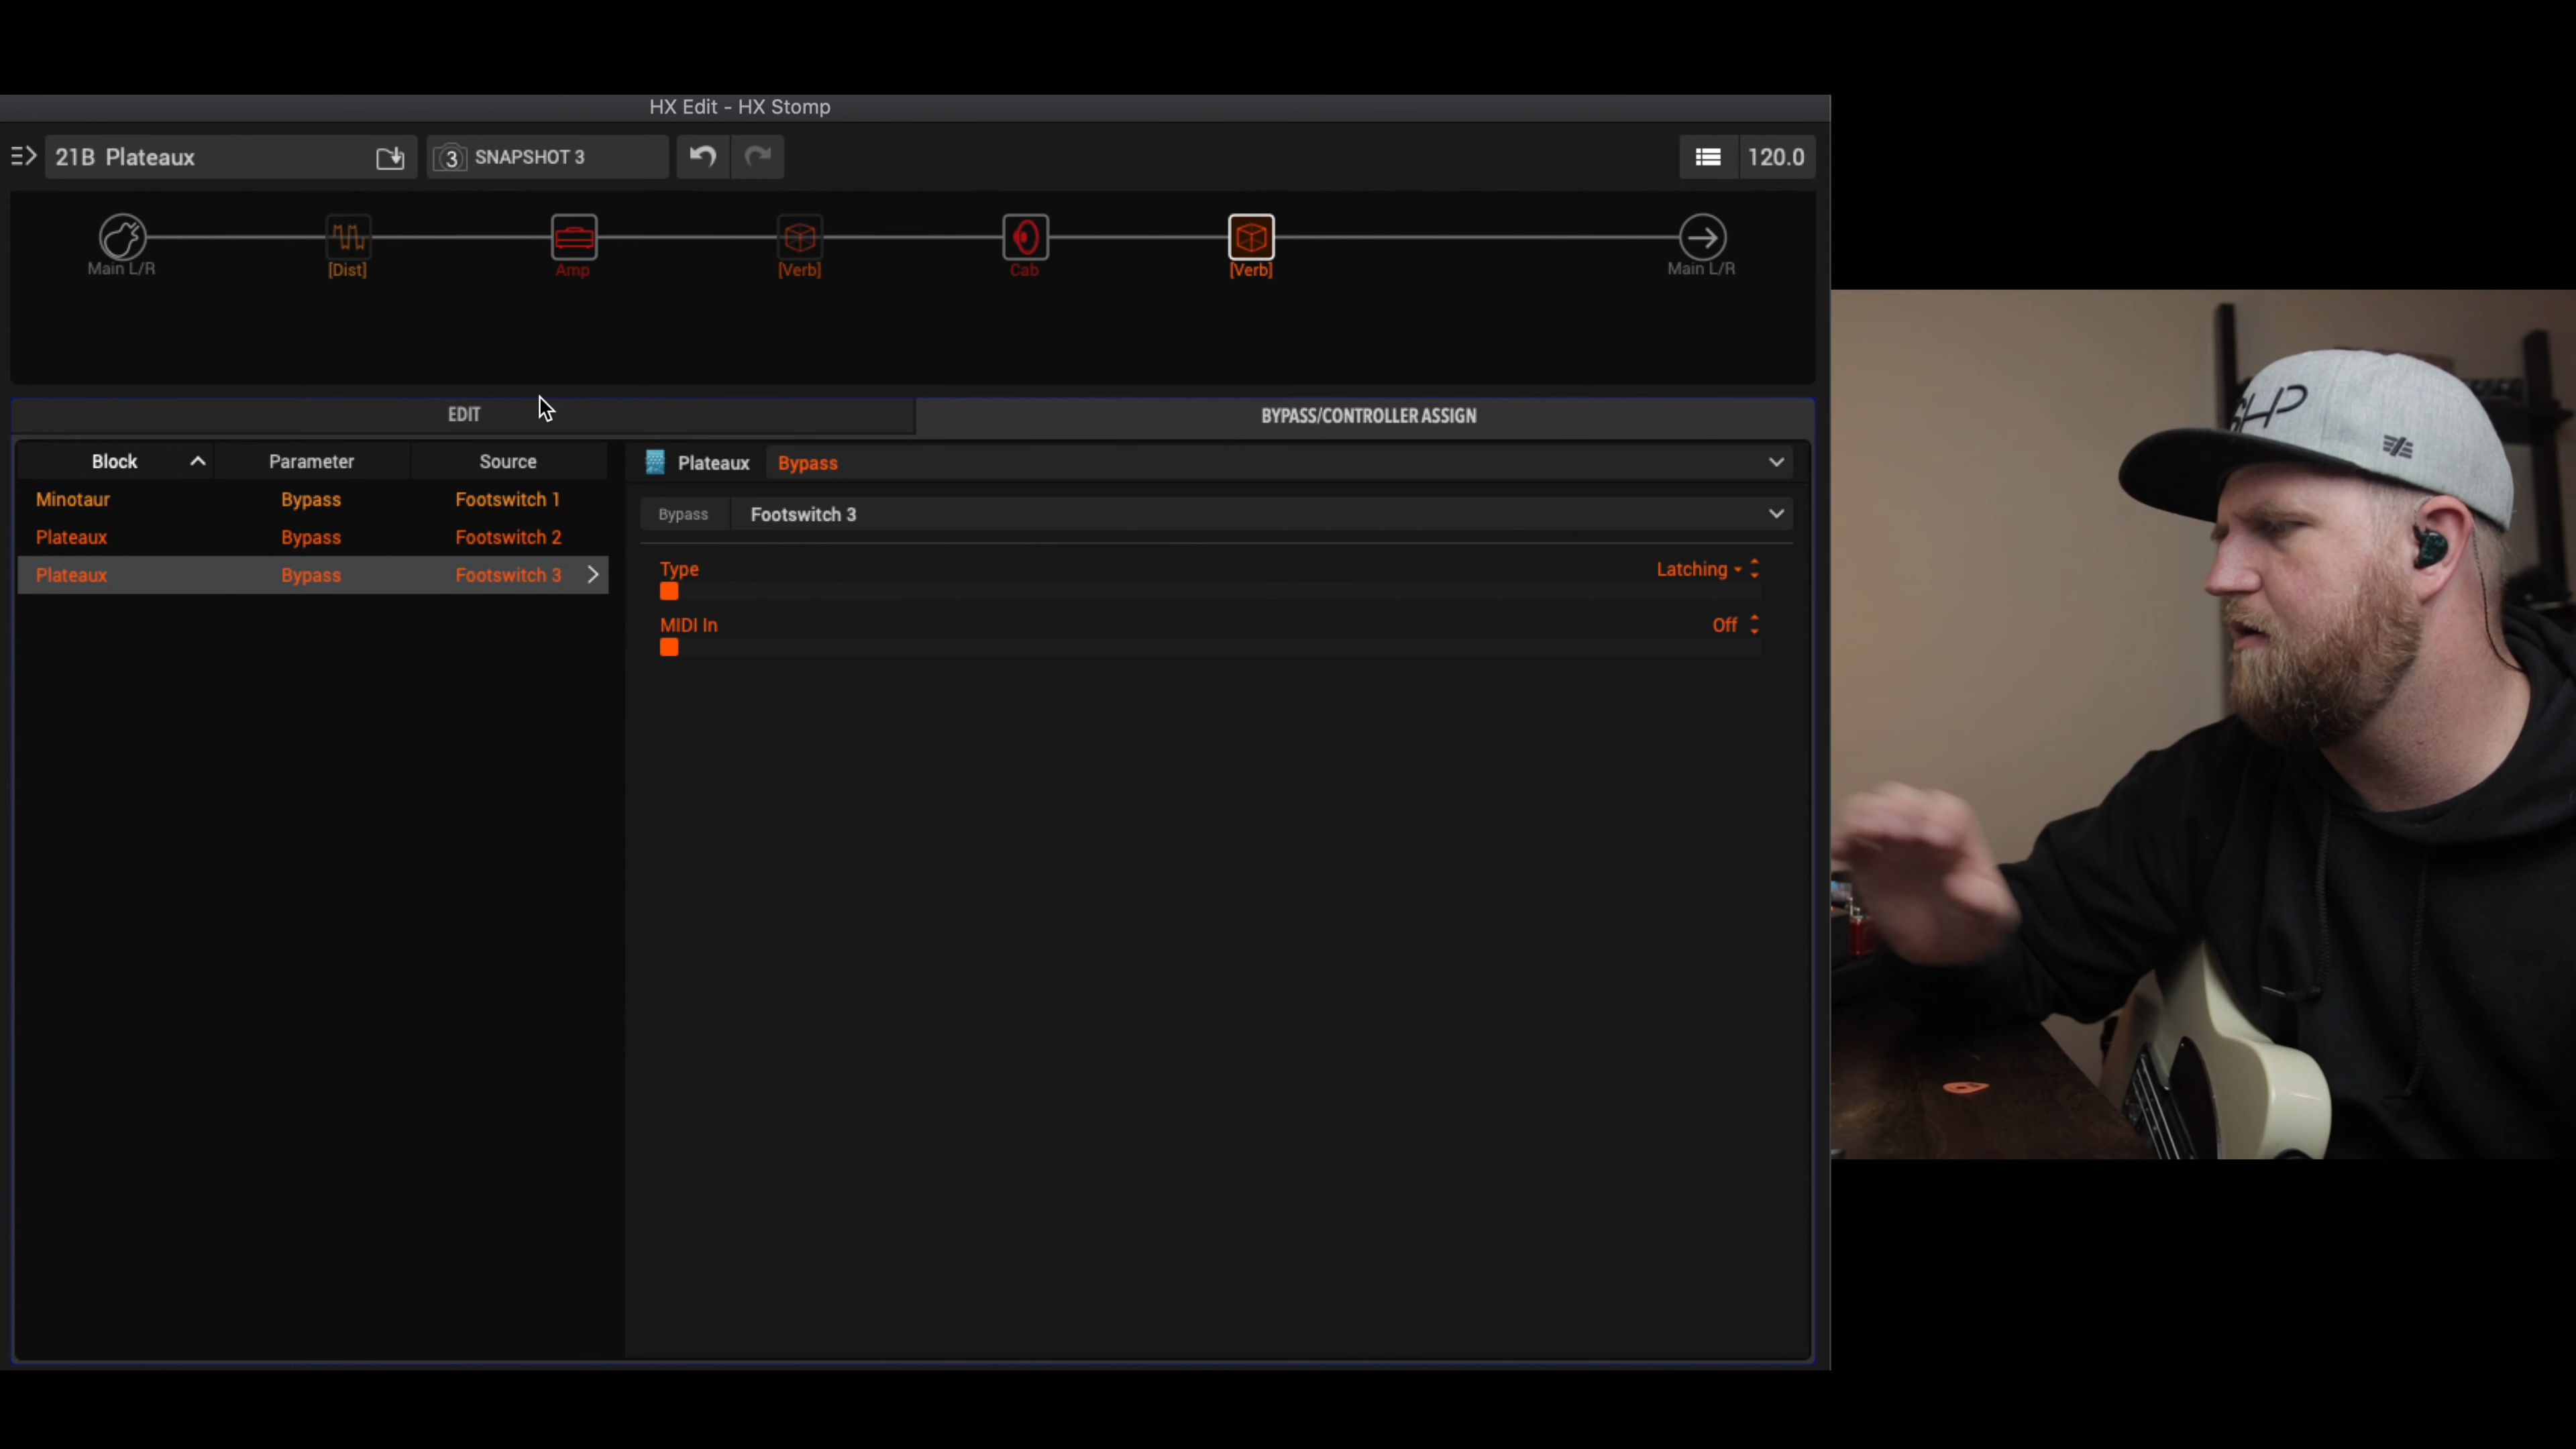 HX Edit - HX Stomp
21B Plateaux
3 SNAPSHOT 3
120.0
Main L/R
[Dist]
Amp
[Verb]
Cab
[Verb]
Main L/R
EDIT
BYPASS/CONTROLLER ASSIGN
Block Parameter Source
Minotaur Bypass Footswitch 1
Plateaux Bypass Footswitch 2
Plateaux Bypass Footswitch 3
Plateaux Bypass
Bypass Footswitch 3
Type Latching
MIDI In Off